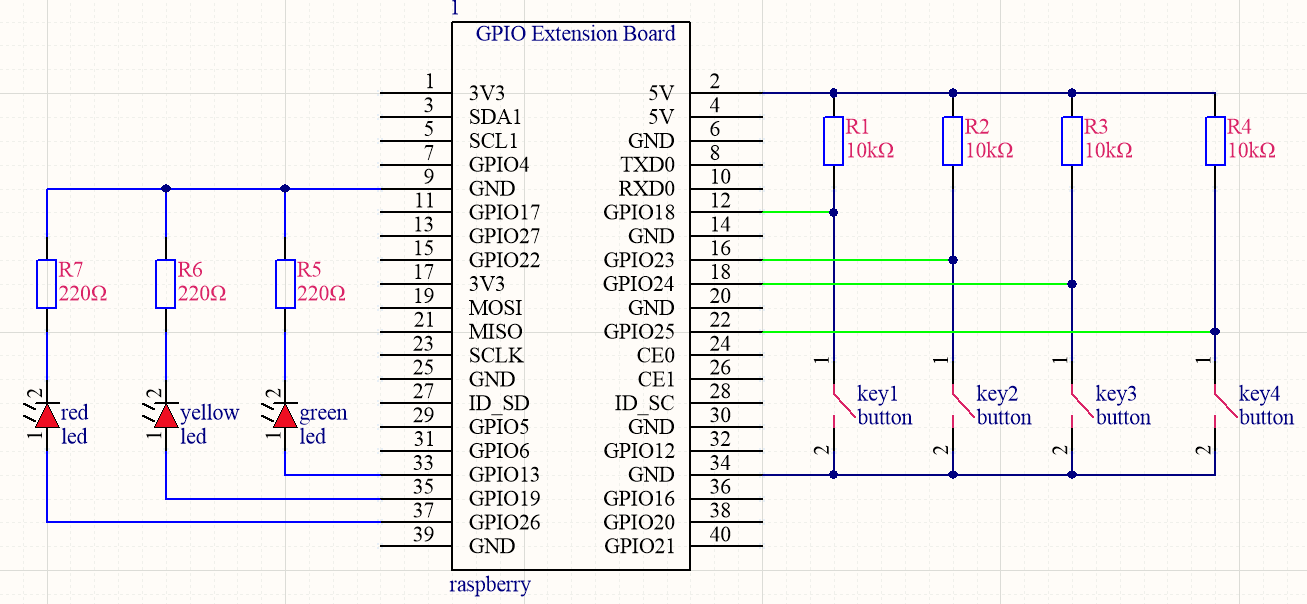 1
GPIO Extension Board
1 3V3 5V 2
3 SDA1 5V 4
5 SCL1 GND 6
7 GPIO4 TXD0 8
9 GND RXD0 10
11 GPIO17 GPIO18 12
13 GPIO27 GND 14
15 GPIO22 GPIO23 16
17 3V3 GPIO24 18
19 MOSI GND 20
21 MISO GPIO25 22
23 SCLK CE0 24
25 GND CE1 26
27 ID_SD ID_SC 28
29 GPIO5 GND 30
31 GPIO6 GPIO12 32
33 GPIO13 GND 34
35 GPIO19 GPIO16 36
37 GPIO26 GPIO20 38
39 GND GPIO21 40
raspberry
R7
220Ω
R6
220Ω
R5
220Ω
2
1
red
led
2
1
yellow
led
2
1
green
led
R1
10kΩ
R2
10kΩ
R3
10kΩ
R4
10kΩ
1
key1
button
2
1
key2
button
2
1
key3
button
2
1
key4
button
2